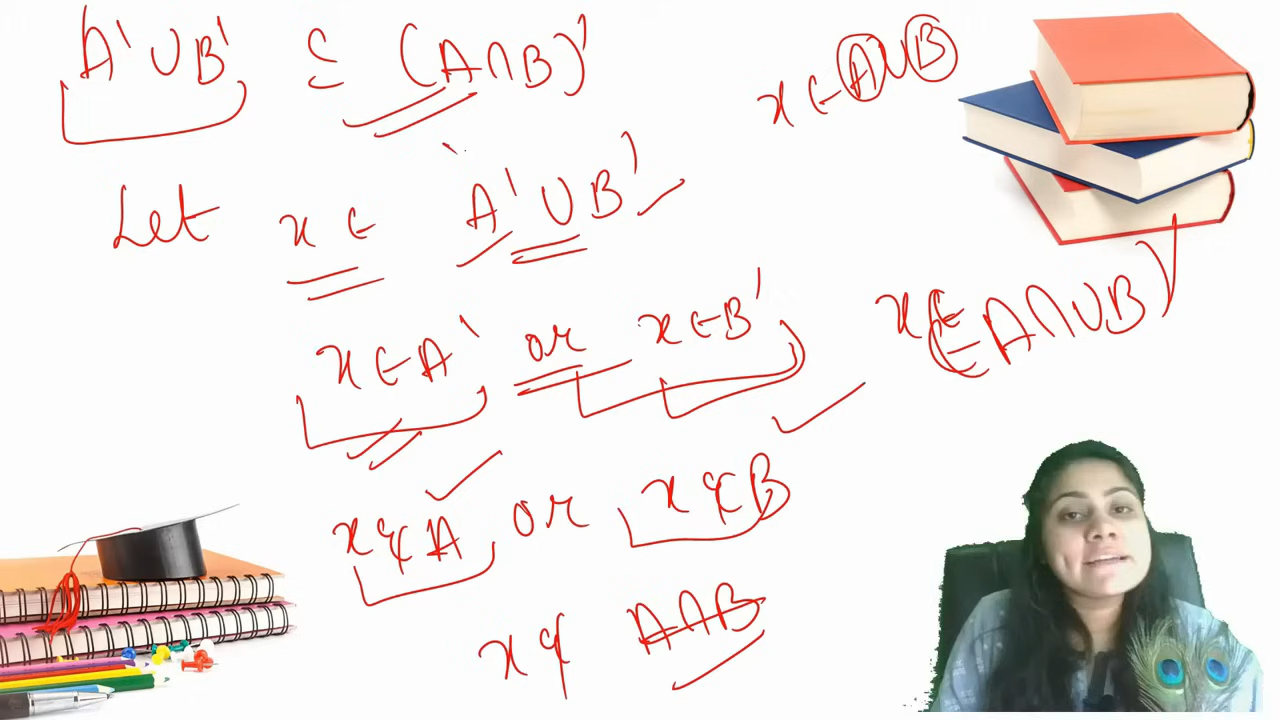 A' ∪ B' ⊆ (A ∩ B)'
x ∈ A ∪ B
Let x ∈ A' ∪ B'
x ∈ A' or x ∈ B'
x ∉ A or x ∉ B
x ∉ A ∩ B